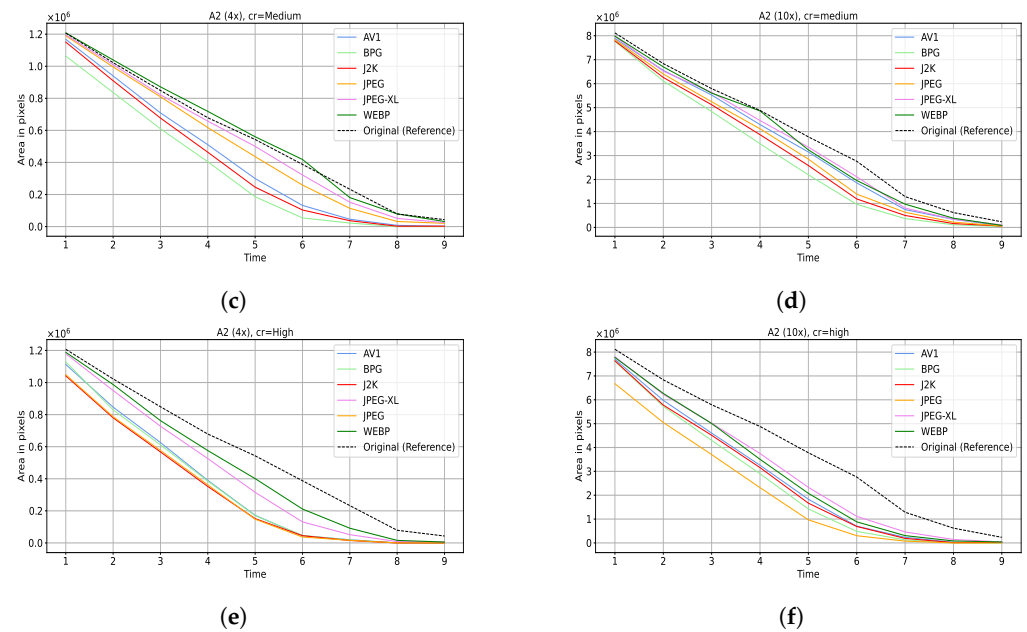 A2 (4x), cr=Medium
×10⁶
Area in pixels
1.2
1.0
0.8
0.6
0.4
0.2
0.0
1 2 3 4 5 6 7 8 9
Time
AV1
BPG
J2K
JPEG
JPEG-XL
WEBP
Original (Reference)
(c)
A2 (10x), cr=medium
×10⁶
Area in pixels
8
7
6
5
4
3
2
1
0
1 2 3 4 5 6 7 8 9
Time
AV1
BPG
J2K
JPEG
JPEG-XL
WEBP
Original (Reference)
(d)
A2 (4x), cr=High
×10⁶
Area in pixels
1.2
1.0
0.8
0.6
0.4
0.2
0.0
1 2 3 4 5 6 7 8 9
Time
AV1
BPG
J2K
JPEG-XL
JPEG
WEBP
Original (Reference)
(e)
A2 (10x), cr=high
×10⁶
Area in pixels
8
7
6
5
4
3
2
1
0
1 2 3 4 5 6 7 8 9
Time
AV1
BPG
J2K
JPEG
JPEG-XL
WEBP
Original (Reference)
(f)